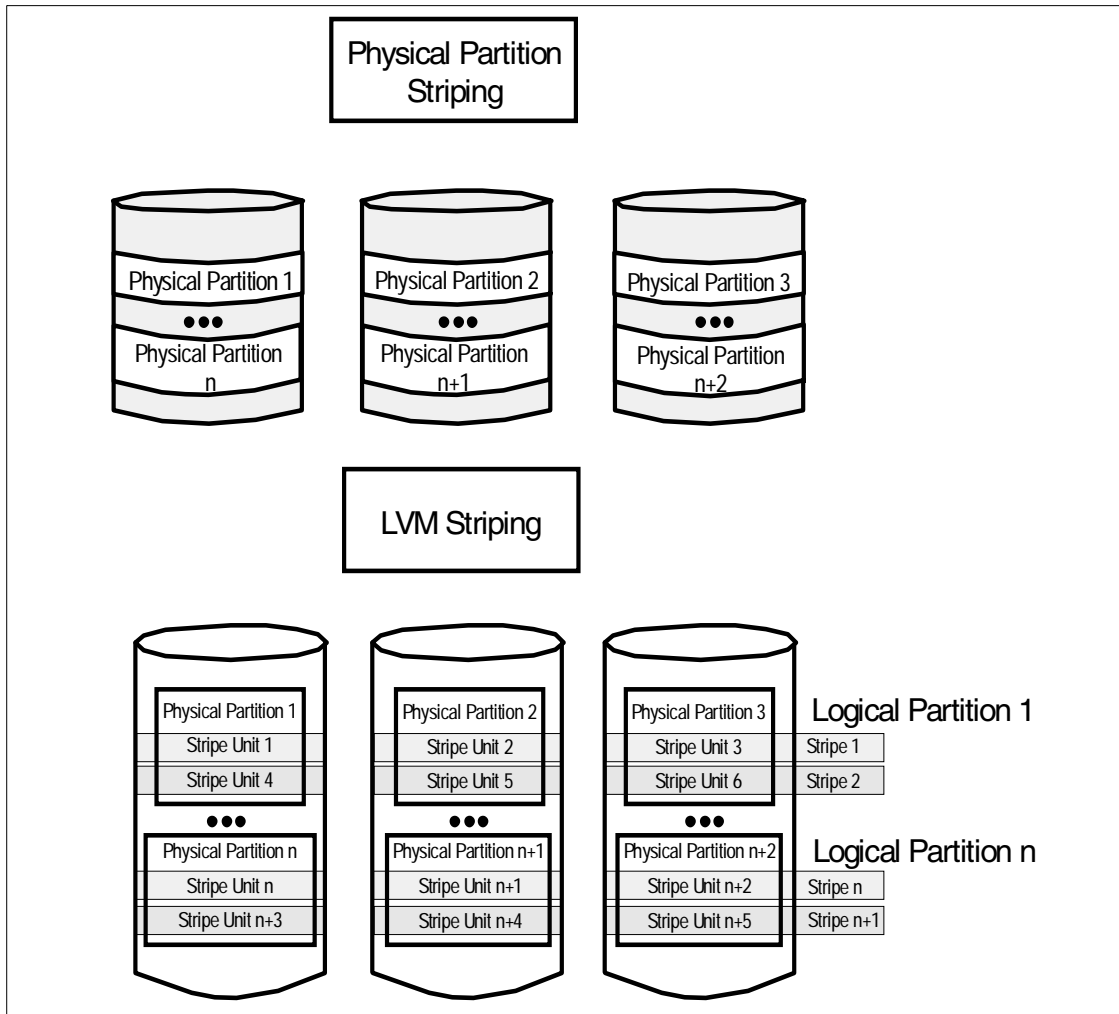 Physical Partition
Striping
Physical Partition 1
Physical Partition 2
Physical Partition 3
●●●
●●●
●●●
Physical Partition
n
Physical Partition
n+1
Physical Partition
n+2
LVM Striping
Physical Partition 1
Physical Partition 2
Physical Partition 3
Logical Partition 1
Stripe Unit 1
Stripe Unit 2
Stripe Unit 3
Stripe 1
Stripe Unit 4
Stripe Unit 5
Stripe Unit 6
Stripe 2
●●●
●●●
●●●
Physical Partition n
Physical Partition n+1
Physical Partition n+2
Logical Partition n
Stripe Unit n
Stripe Unit n+1
Stripe Unit n+2
Stripe n
Stripe Unit n+3
Stripe Unit n+4
Stripe Unit n+5
Stripe n+1